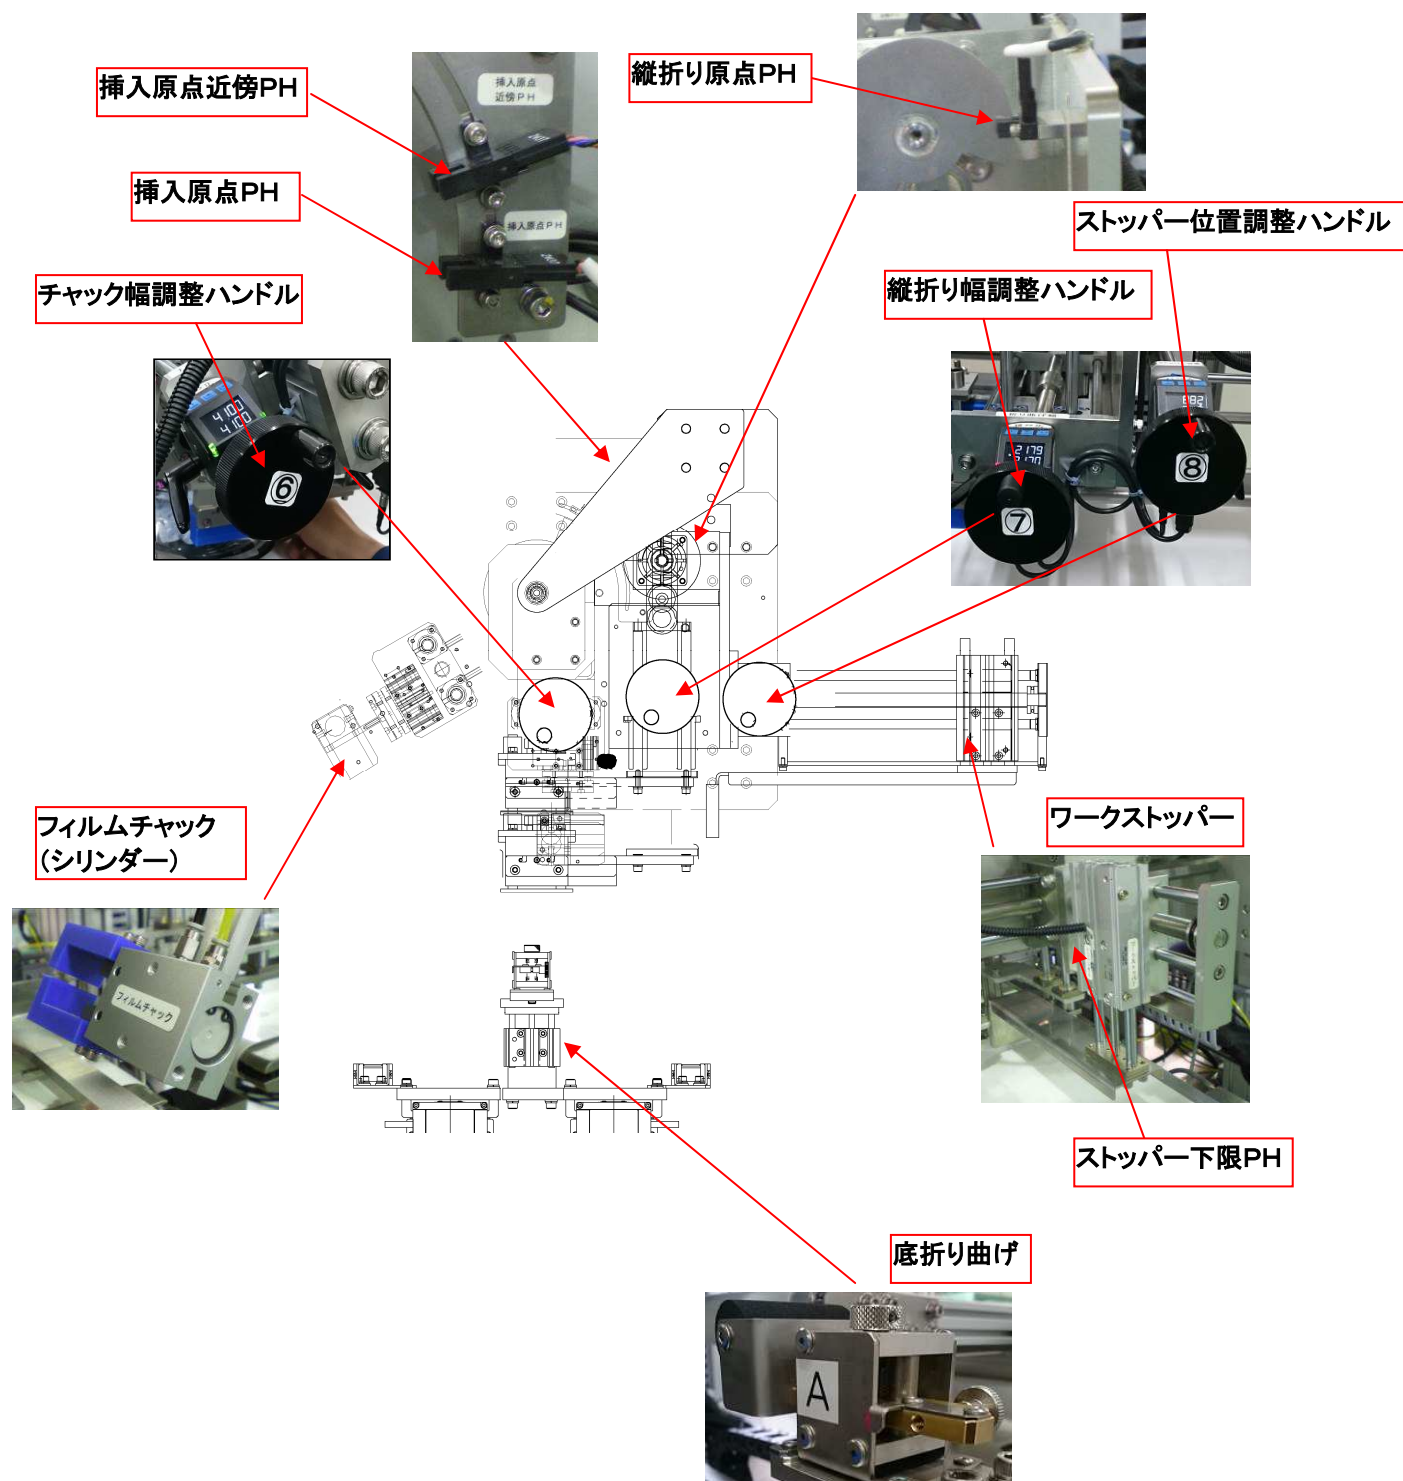 縦折り原点PH
挿入原点近傍PH
挿入原点
近傍PH
挿入原点PH
挿入原点PH
ストッパー位置調整ハンドル
チャック幅調整ハンドル
縦折り幅調整ハンドル
4100
4100
⑥
882
2179
⑧
⑦
フィルムチャック
（シリンダー）
ワークストッパー
フィルムチャック
ストッパー下限PH
底折り曲げ
A